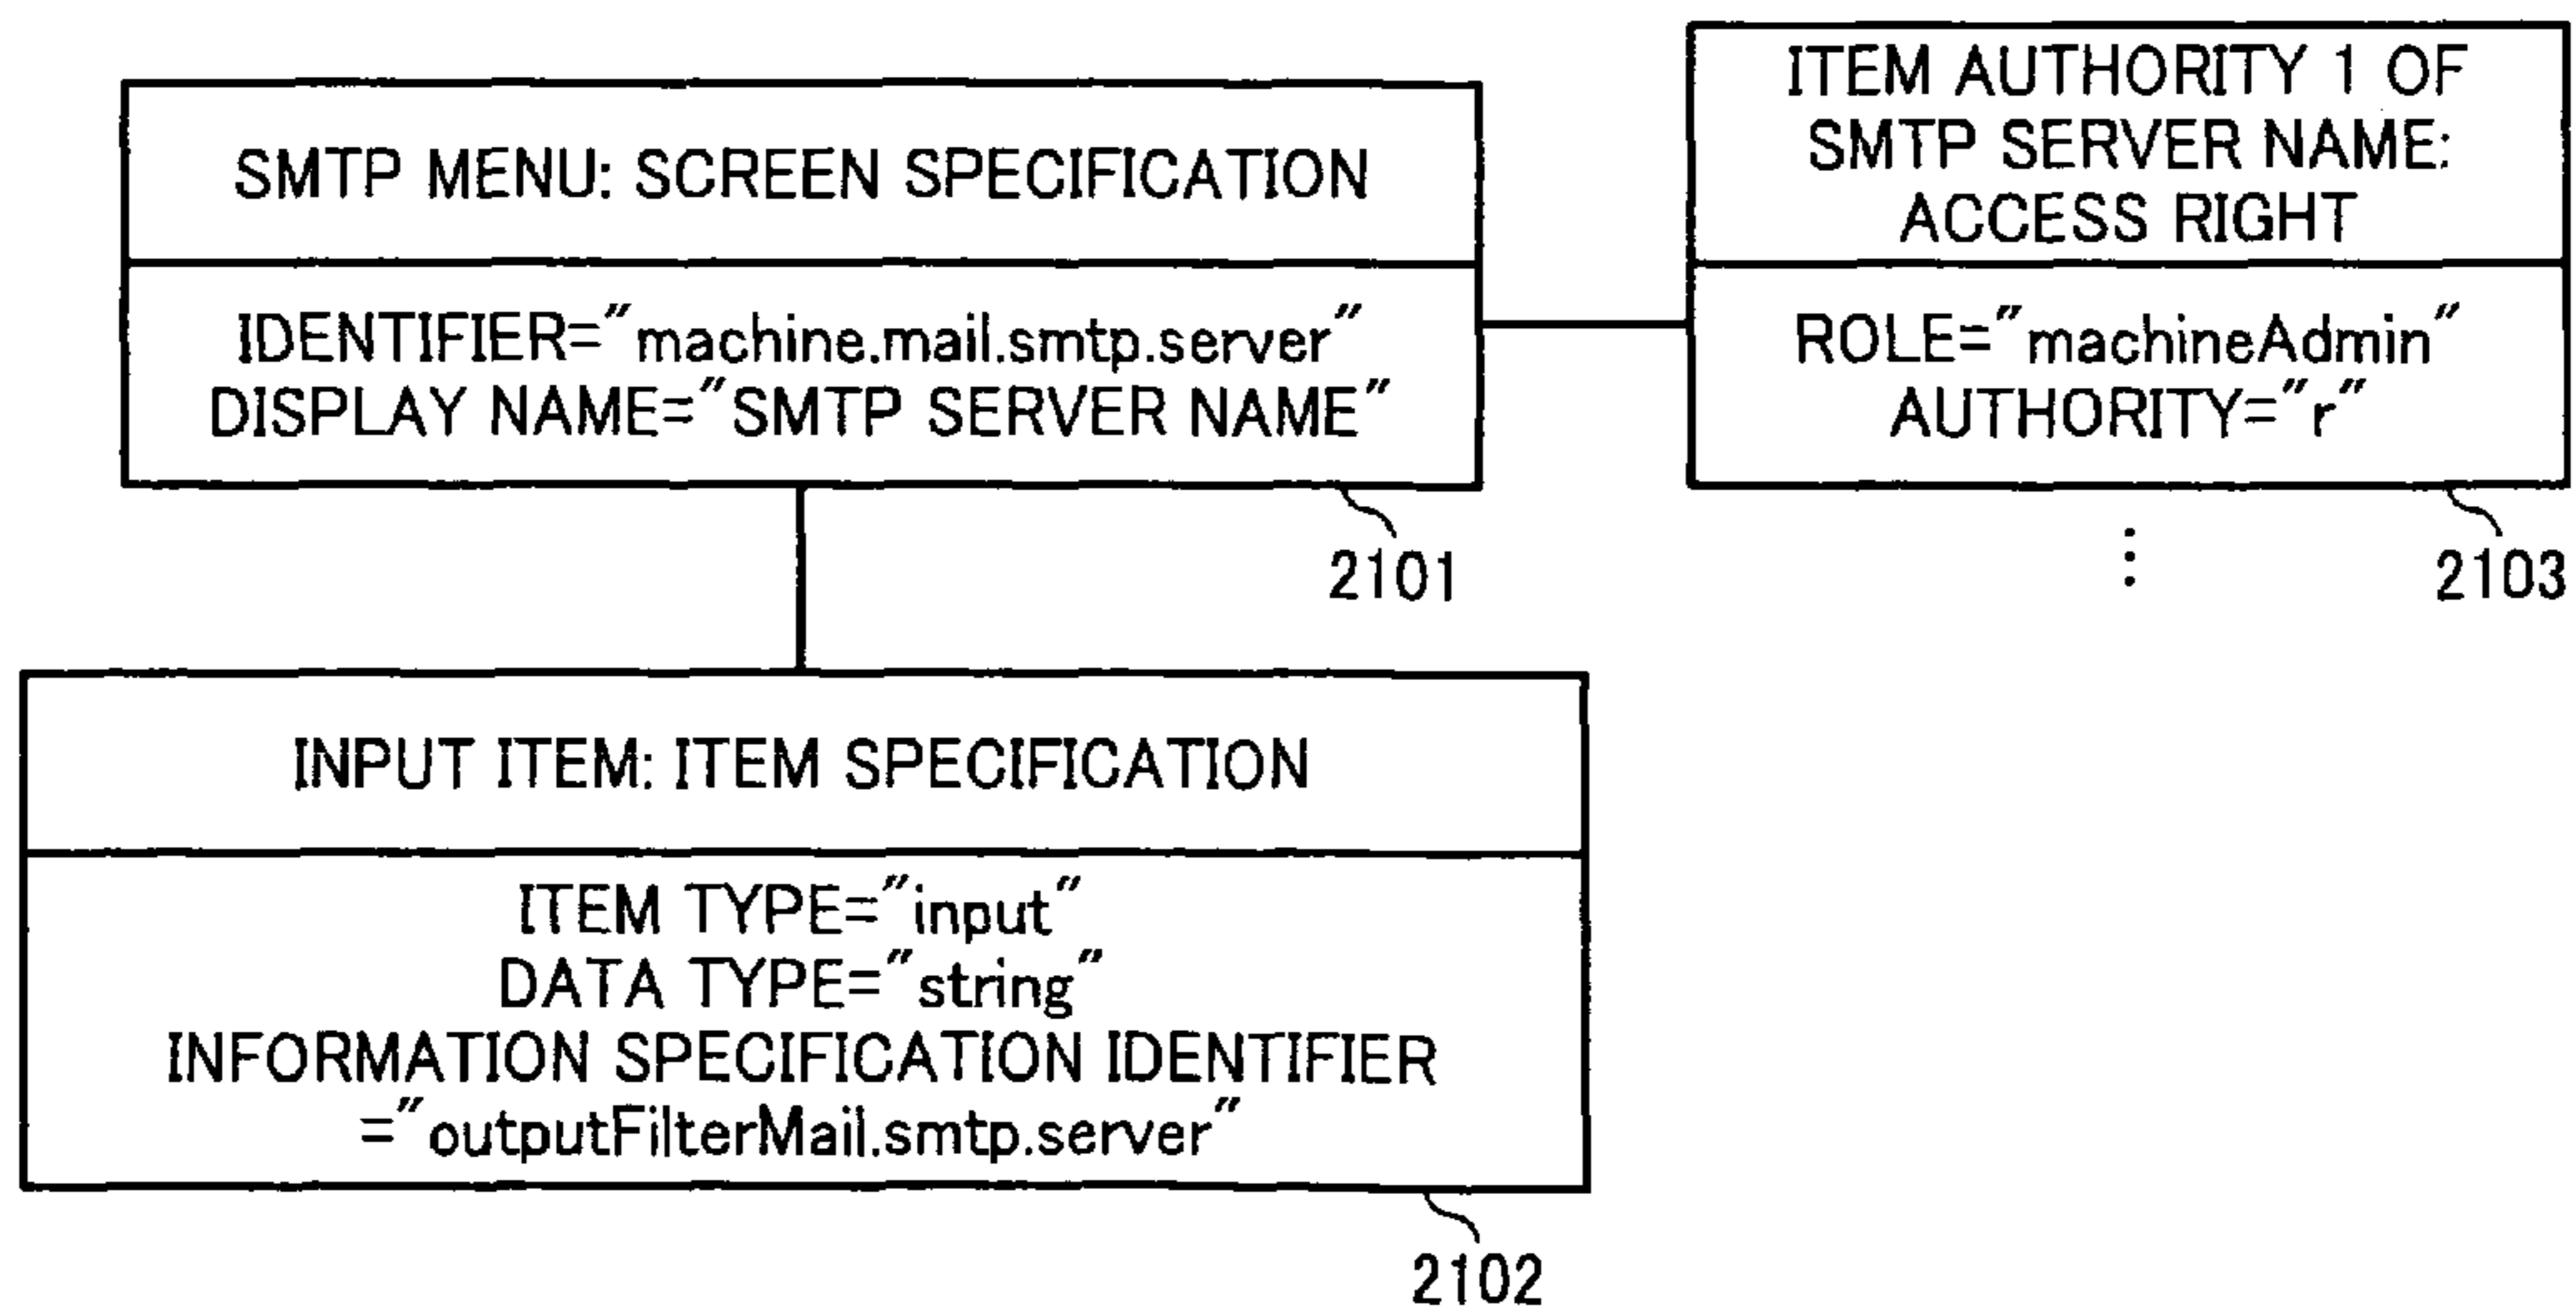 SMTP MENU: SCREEN SPECIFICATION
IDENTIFIER="machine.mail.smtp.server"
DISPLAY NAME="SMTP SERVER NAME"
2101
ITEM AUTHORITY 1 OF
SMTP SERVER NAME:
ACCESS RIGHT
ROLE="machineAdmin"
AUTHORITY="r"
2103
⋮
INPUT ITEM: ITEM SPECIFICATION
ITEM TYPE="input"
DATA TYPE="string"
INFORMATION SPECIFICATION IDENTIFIER
="outputFilterMail.smtp.server"
2102